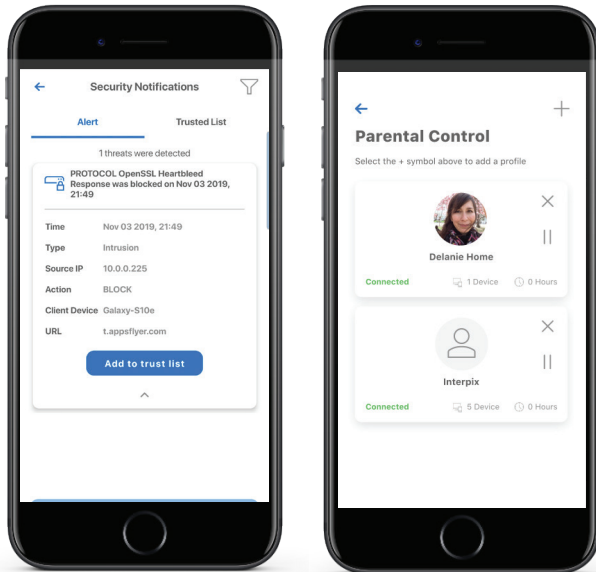 Security Notifications
Alert
Trusted List
1 threats were detected
PROTOCOL OpenSSL Heartbleed
Response was blocked on Nov 03 2019,
21:49
Time Nov 03 2019, 21:49
Type Intrusion
Source IP 10.0.0.225
Action BLOCK
Client Device Galaxy-S10e
URL t.appsflyer.com
Add to trust list
Parental Control
Select the + symbol above to add a profile
Delanie Home
Connected 1 Device 0 Hours
Interpix
Connected 5 Device 0 Hours